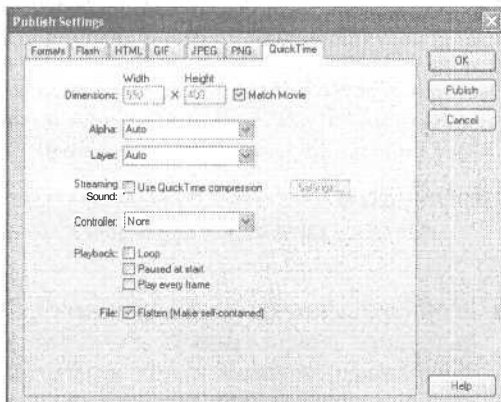 Publish Settings
Formats Flash HTML GIF JPEG PNG QuickTime
OK
Publish
Cancel
Width Height
Dimensions: 550 X 400 Match Movie
Alpha: Auto
Layer: Auto
Streaming Sound: Use QuickTime compression Settings...
Controller: None
Playback: Loop
Paused at start
Play every frame
File: Flatten (Make self-contained)
Help